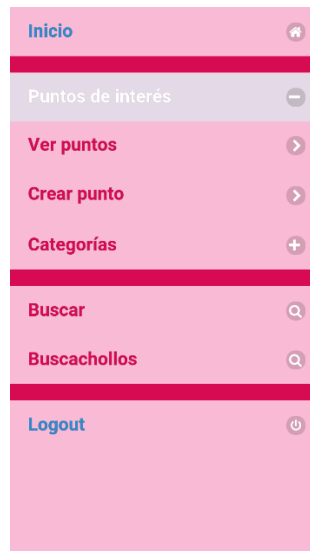 Inicio
Puntos de interés
Ver puntos
Crear punto
Categorías
Buscar
Buscachollos
Logout